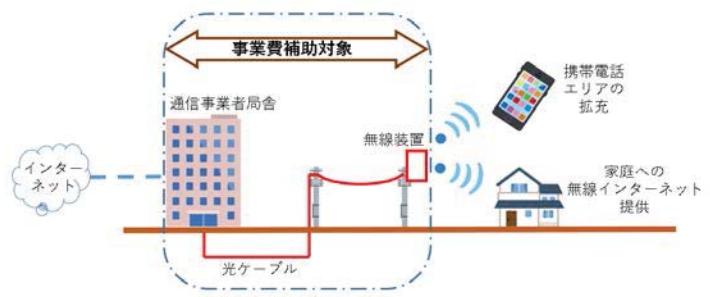 事業費補助対象
通信事業者局舎
無線装置
携帯電話
エリアの
拡充
インター
ネット
家庭への
無線インターネット
提供
光ケーブル